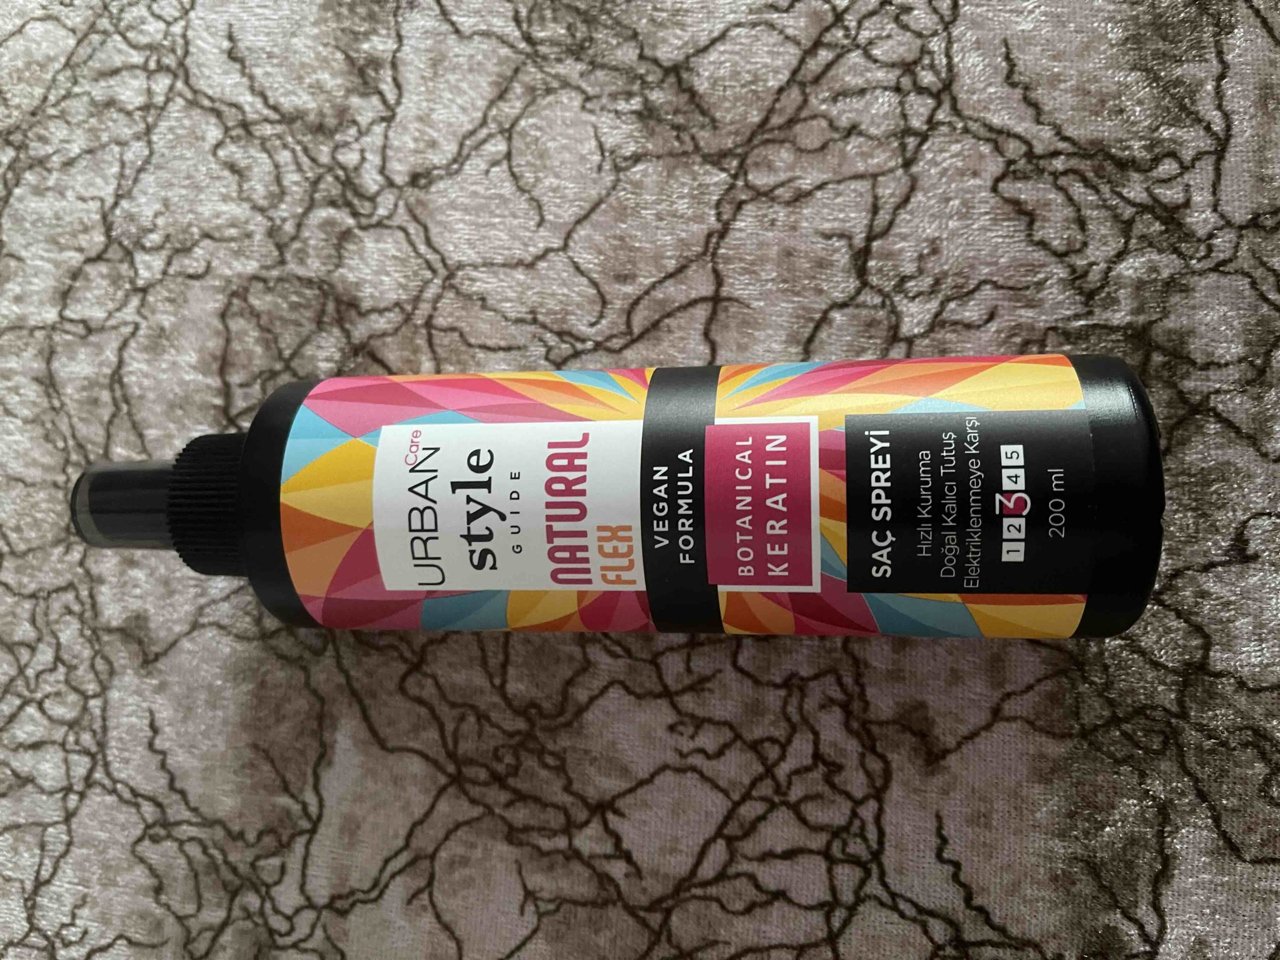 URBAN Care
style
GUIDE
NATURAL
FLEX
VEGAN
FORMULA
BOTANICAL
KERATIN
SAÇ SPREYİ
Hızlı Kuruma
Doğal Kalıcı Tutuş
Elektriklenmeye Karşı
1 2 3 4 5
200 ml